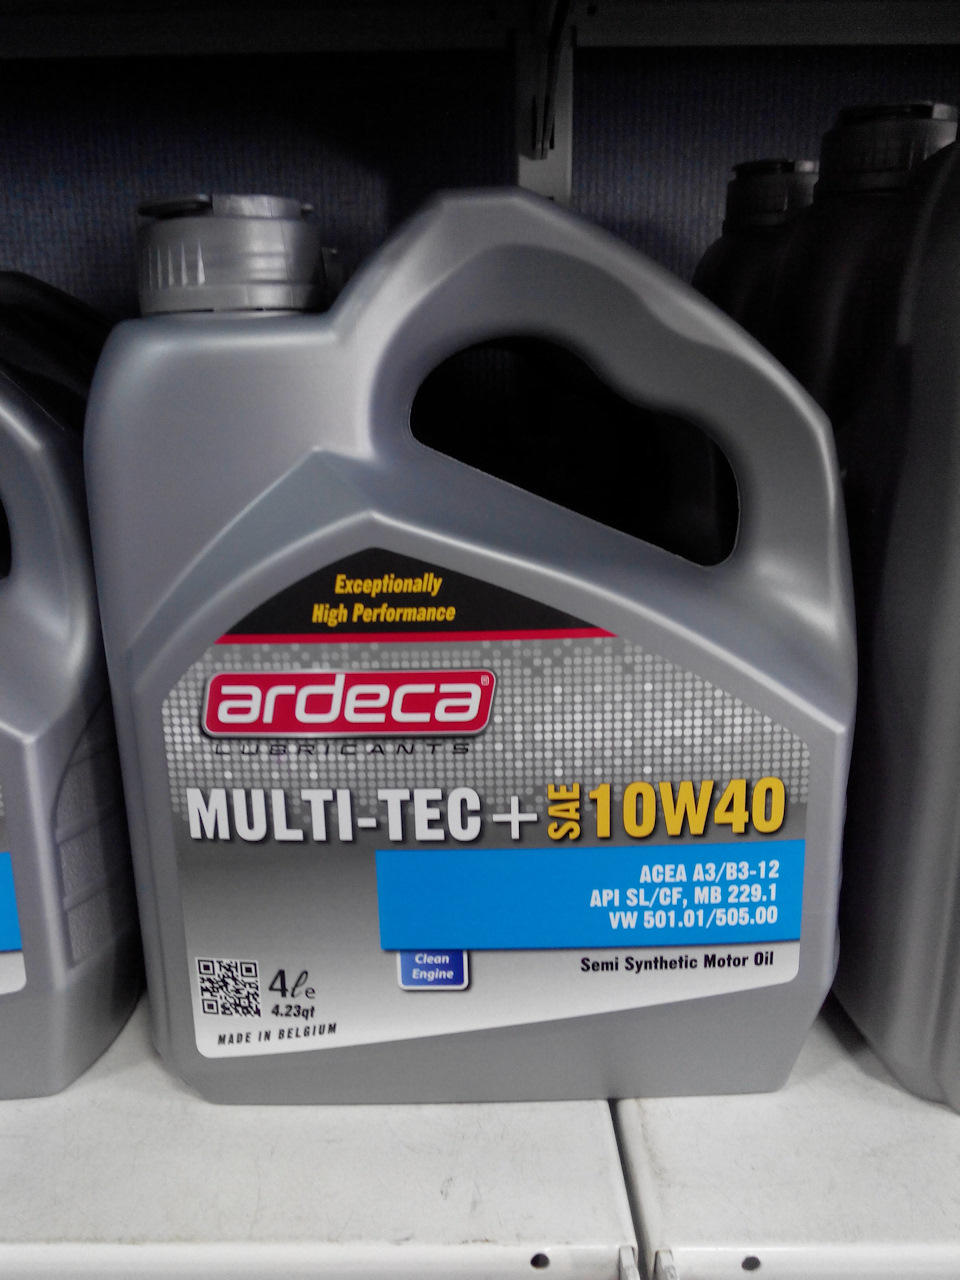 Exceptionally
High Performance
ardeca®
LUBRICANTS
MULTI-TEC + SAE 10W40
ACEA A3/B3-12
API SL/CF, MB 229.1
VW 501.01/505.00
Clean
Engine
Semi Synthetic Motor Oil
4ℓe
4.23qt
MADE IN BELGIUM